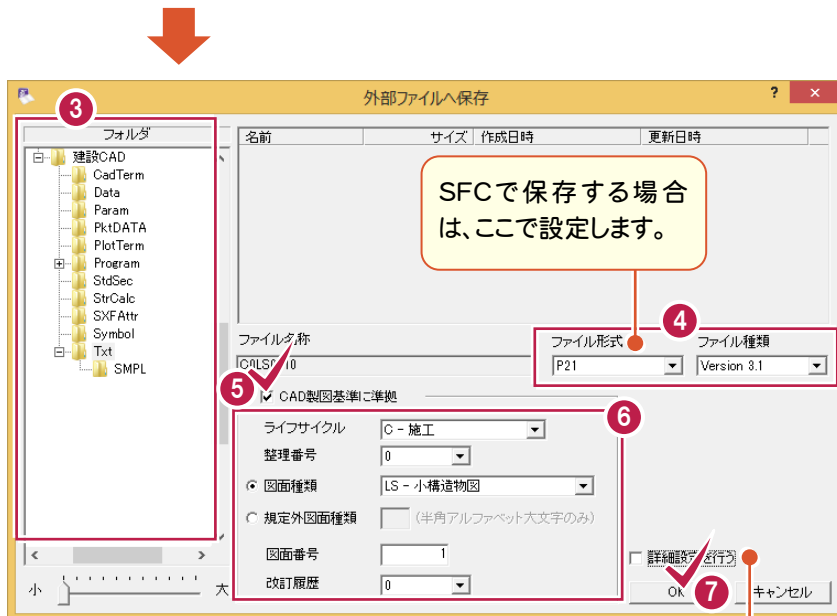 外部ファイルへ保存
?
×
3
フォルダ
名前
サイズ
作成日時
更新日時
建設CAD
CadTerm
Data
Param
PktDATA
PlotTerm
Program
StdSec
StrCalc
SXFAttr
Symbol
Txt
SMPL
SFCで保存する場合
は、ここで設定します。
4
ファイル名称
ファイル形式
ファイル種類
P21
Version 3.1
5
CAD製図基準に準拠
6
ライフサイクル
C - 施工
整理番号
0
図面種類
LS - 小構造物図
規定外図面種類
(半角アルファベット大文字のみ)
図面番号
1
改訂履歴
0
小
大
詳細設定を行う
OK
7
キャンセル